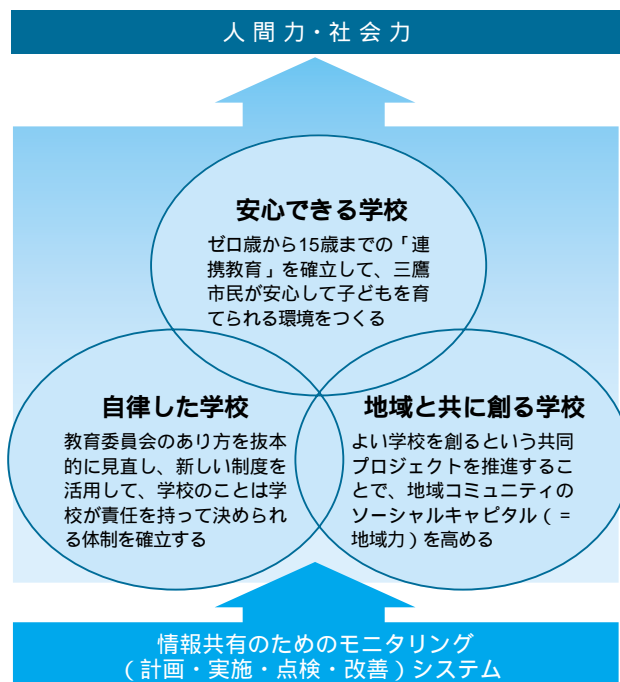 人間力・社会力
安心できる学校
ゼロ歳から15歳までの「連
携教育」を確立して、三鷹
市民が安心して子どもを育
てられる環境をつくる
自律した学校
教育委員会のあり方を抜本
的に見直し、新しい制度を
活用して、学校のことは学
校が責任を持って決められ
る体制を確立する
地域と共に創る学校
よい学校を創るという共同
プロジェクトを推進するこ
とで、地域コミュニティの
ソーシャルキャピタル（=
地域力）を高める
情報共有のためのモニタリング
（計画・実施・点検・改善）システム